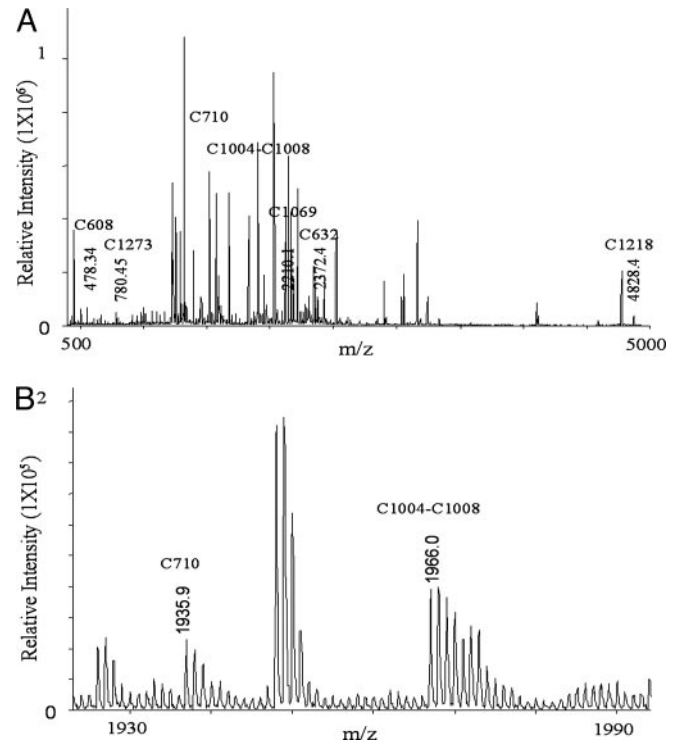 A
Relative Intensity (1X10⁶)
1
0
C608
478.34
C1273
780.45
C710
C1004-C1008
C1069
2210.1
C632
2372.4
C1218
4828.4
500
5000
m/z
B
Relative Intensity (1X10⁵)
2
0
C710
1935.9
C1004-C1008
1966.0
1930
1990
m/z